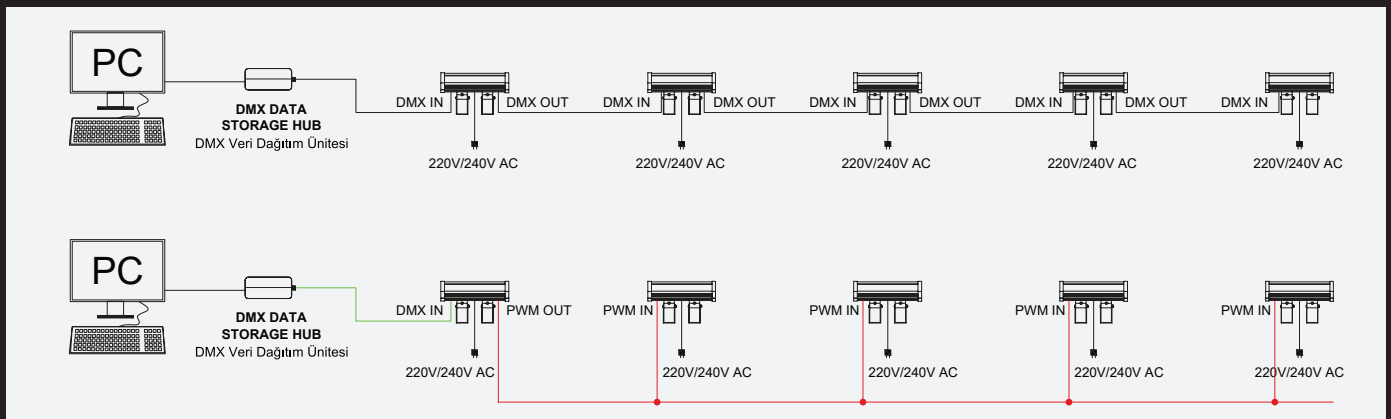 PC
DMX DATA
STORAGE HUB
DMX Veri Dağıtım Ünitesi
DMX IN DMX OUT DMX IN DMX OUT DMX IN DMX OUT DMX IN DMX OUT DMX IN
220V/240V AC 220V/240V AC 220V/240V AC 220V/240V AC 220V/240V AC
PC
DMX DATA
STORAGE HUB
DMX Veri Dağıtım Ünitesi
DMX IN PWM OUT PWM IN PWM IN PWM IN PWM IN
220V/240V AC 220V/240V AC 220V/240V AC 220V/240V AC 220V/240V AC